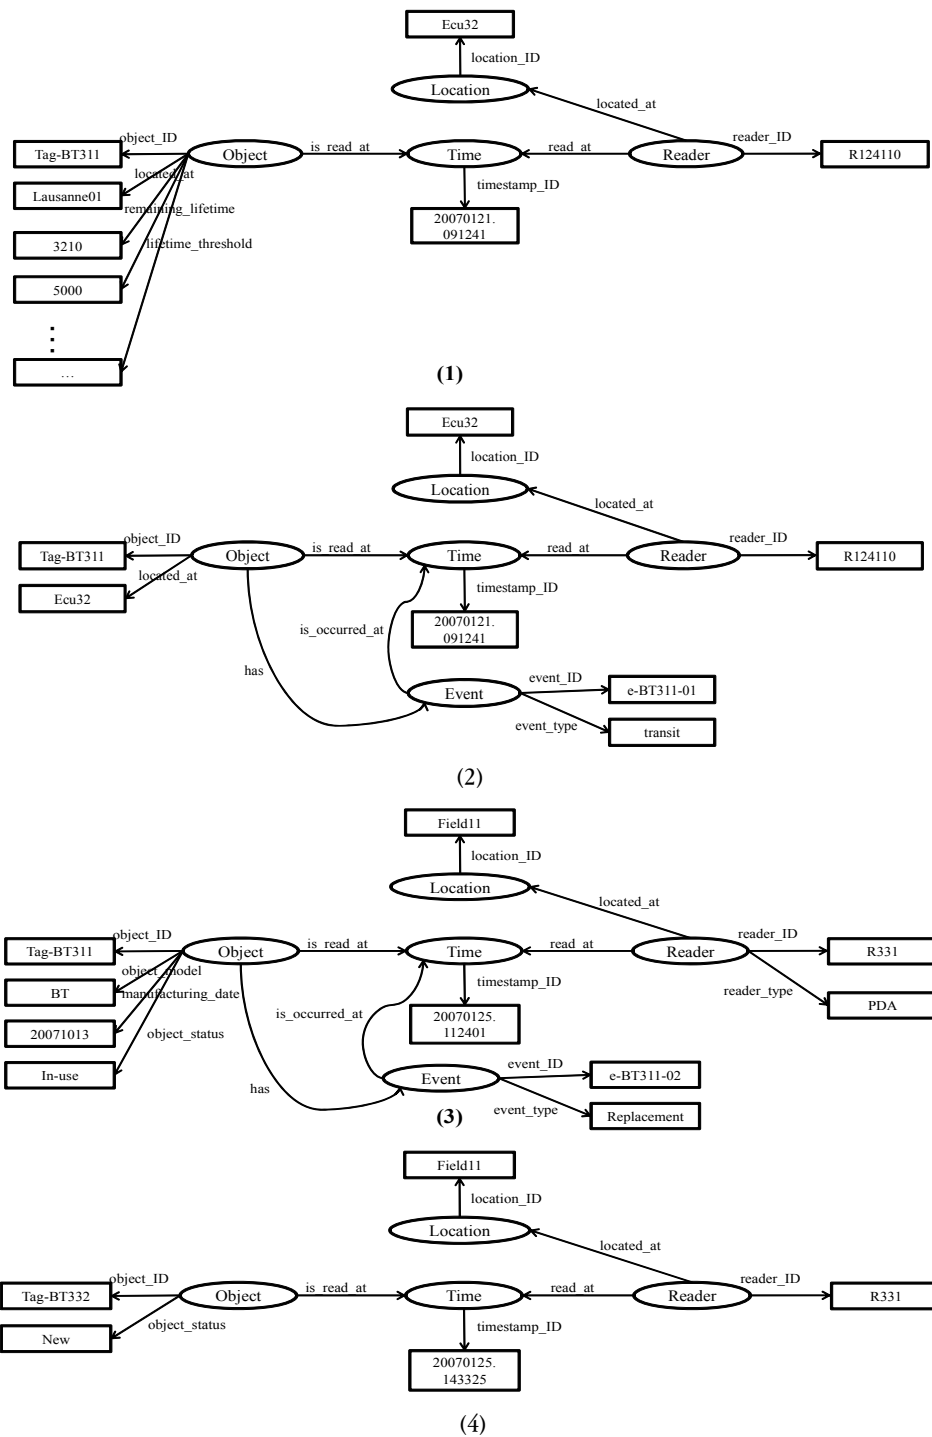 Ecu32
location_ID
Location
located_at
object_ID
reader_ID
Tag-BT311
Object
is_read_at
Time
read_at
Reader
R124110
located_at
timestamp_ID
Lausanne01
remaining_lifetime
20070121.
091241
3210
lifetime_threshold
5000
...
(1)
Ecu32
location_ID
Location
located_at
object_ID
reader_ID
Tag-BT311
Object
is_read_at
Time
read_at
Reader
R124110
located_at
timestamp_ID
Ecu32
20070121.
091241
is_occurred_at
has
event_ID
Event
e-BT311-01
event_type
transit
(2)
Field11
location_ID
Location
located_at
object_ID
reader_ID
Tag-BT311
Object
is_read_at
Time
read_at
Reader
R331
object_model
timestamp_ID
BT
manufacturing_date
reader_type
PDA
is_occurred_at
20070125.
112401
20071013
object_status
In-use
event_ID
has
Event
e-BT311-02
event_type
(3)
Replacement
Field11
location_ID
Location
located_at
object_ID
reader_ID
Tag-BT332
Object
is_read_at
Time
read_at
Reader
R331
object_status
timestamp_ID
New
20070125.
143325
(4)